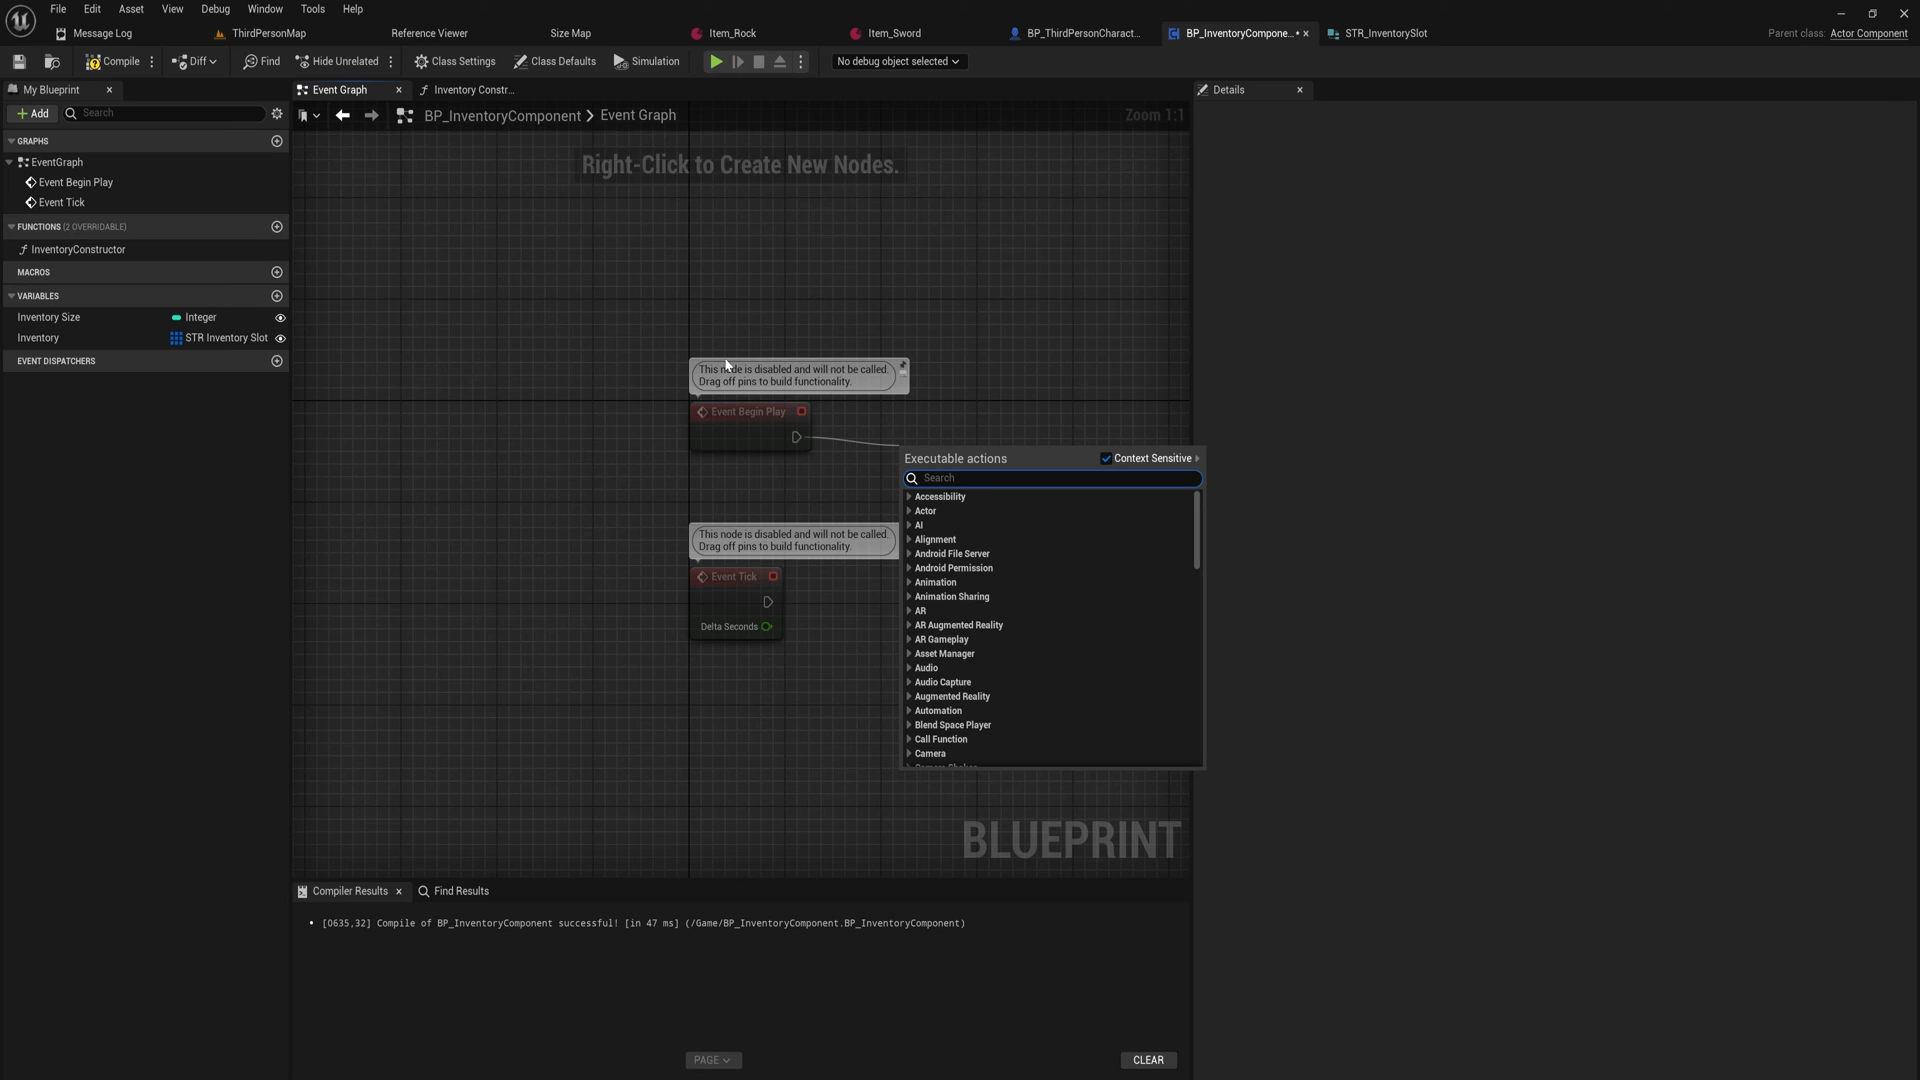 File Edit Asset View Debug Window Tools Help
Message Log ThirdPersonMap Reference Viewer Size Map Item_Rock Item_Sword BP_ThirdPersonCharact... BP_InventoryCompone...• STR_InventorySlot Parent class: Actor Component
Compile Diff Find Hide Unrelated Class Settings Class Defaults Simulation No debug object selected
My Blueprint
Add Search
GRAPHS
EventGraph
Event Begin Play
Event Tick
FUNCTIONS (2 OVERRIDABLE)
InventoryConstructor
MACROS
VARIABLES
Inventory Size Integer
Inventory STR Inventory Slot
EVENT DISPATCHERS
Event Graph Inventory Constr...
BP_InventoryComponent > Event Graph Zoom 1:1
Right-Click to Create New Nodes.
This node is disabled and will not be called.
Drag off pins to build functionality.
Event Begin Play
This node is disabled and will not be called.
Drag off pins to build functionality.
Event Tick
Delta Seconds
Executable actions Context Sensitive
Search
Accessibility
Actor
AI
Alignment
Android File Server
Android Permission
Animation
Animation Sharing
AR
AR Augmented Reality
AR Gameplay
Asset Manager
Audio
Audio Capture
Augmented Reality
Automation
Blend Space Player
Call Function
Camera
BLUEPRINT
Compiler Results Find Results
• [0635,32] Compile of BP_InventoryComponent successful! [in 47 ms] (/Game/BP_InventoryComponent.BP_InventoryComponent)
PAGE CLEAR
Details